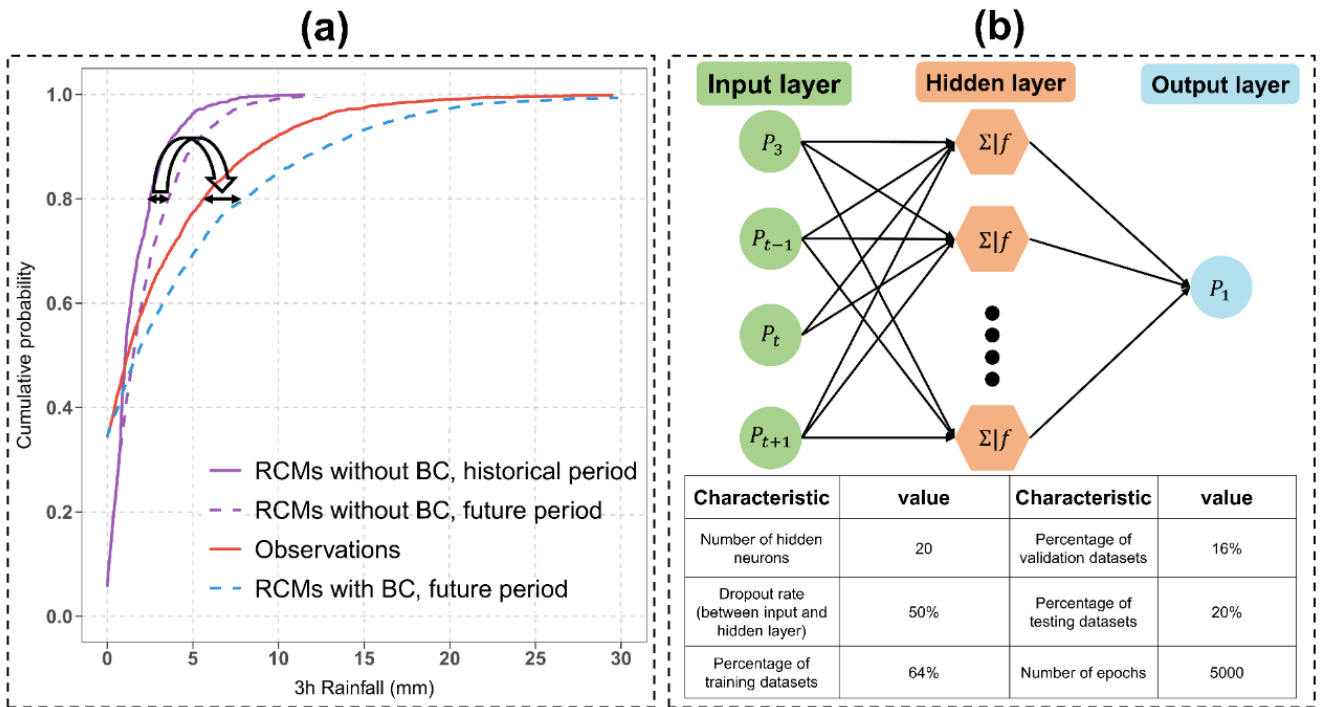 (a)
1.0
0.8
0.6
0.4
0.2
0.0
Cumulative probability
RCMs without BC, historical period
RCMs without BC, future period
Observations
RCMs with BC, future period
0 5 10 15 20 25 30
3h Rainfall (mm)
(b)
Input layer
Hidden layer
Output layer
P₃
Pₜ₋₁
Pₜ
Pₜ₊₁
Σ|f
Σ|f
Σ|f
P₁
Characteristic value Characteristic value
Number of hidden
neurons
20
Percentage of
validation datasets
16%
Dropout rate
(between input and
hidden layer)
50%
Percentage of
testing datasets
20%
Percentage of
training datasets
64%
Number of epochs
5000